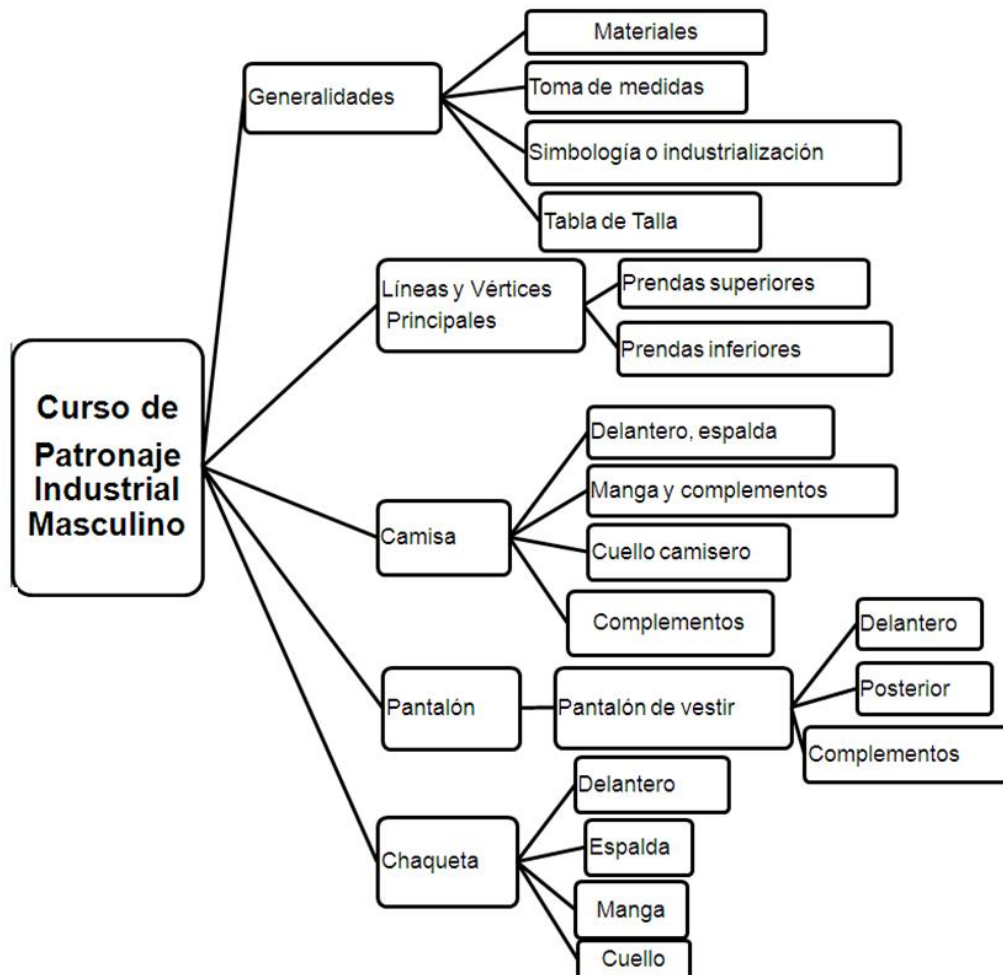 Curso de
Patronaje
Industrial
Masculino
Generalidades
Materiales
Toma de medidas
Simbología o industrialización
Tabla de Talla
Líneas y Vértices
Principales
Prendas superiores
Prendas inferiores
Camisa
Delantero, espalda
Manga y complementos
Cuello camisero
Complementos
Pantalón
Pantalón de vestir
Delantero
Posterior
Complementos
Chaqueta
Delantero
Espalda
Manga
Cuello